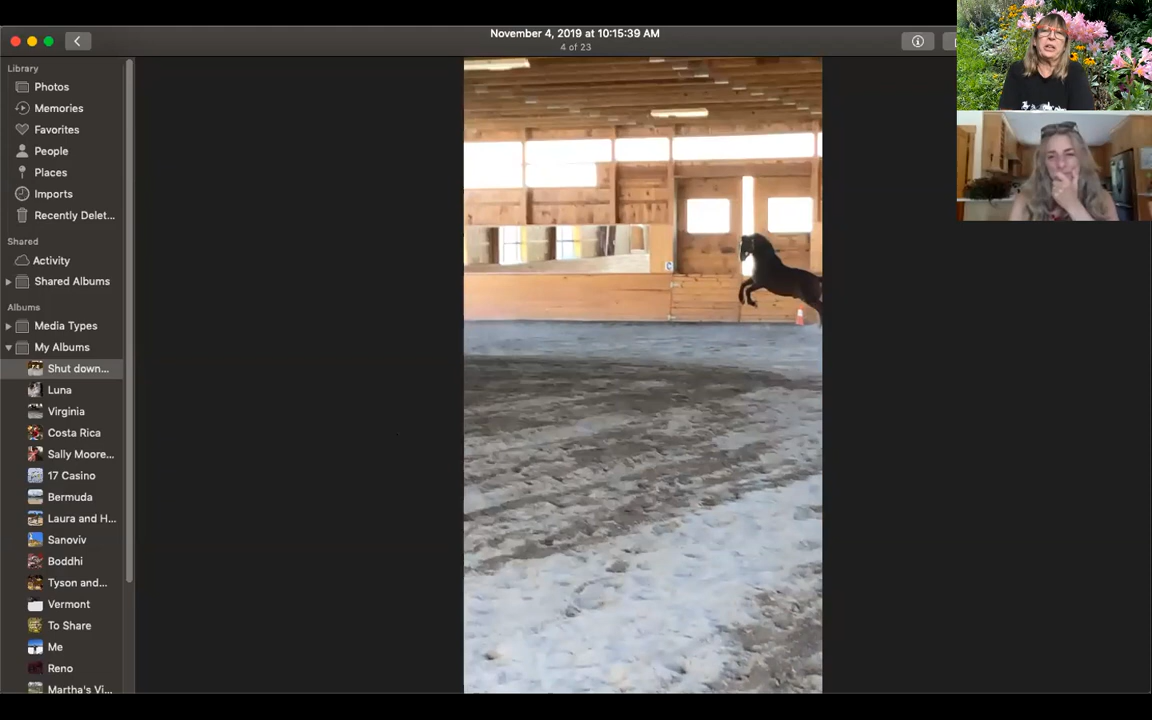 November 4, 2019 at 10:15:39 AM
4 of 23
Library
Photos
Memories
Favorites
People
Places
Imports
Recently Delet...
Shared
Activity
Shared Albums
Albums
Media Types
My Albums
Shut down...
Luna
Virginia
Costa Rica
Sally Moore...
17 Casino
Bermuda
Laura and H...
Sanoviv
Boddhi
Tyson and...
Vermont
To Share
Me
Reno
Martha's Vi...
C